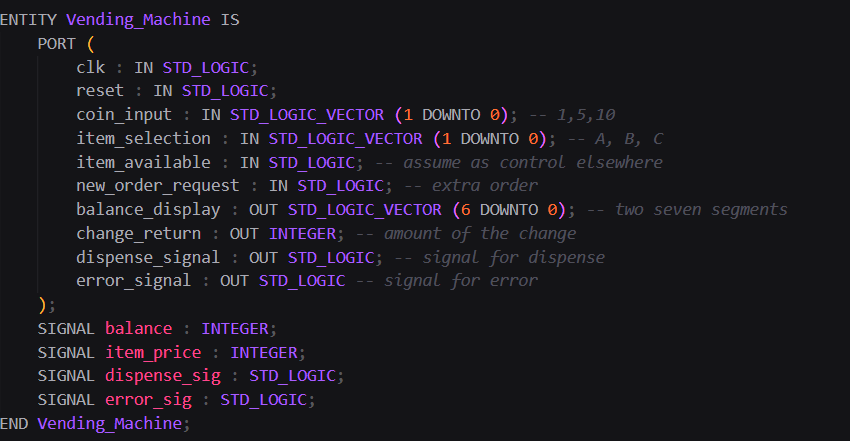 ENTITY Vending_Machine IS
PORT (
clk : IN STD_LOGIC;
reset : IN STD_LOGIC;
coin_input : IN STD_LOGIC_VECTOR (1 DOWNTO 0); -- 1,5,10
item_selection : IN STD_LOGIC_VECTOR (1 DOWNTO 0); -- A, B, C
item_available : IN STD_LOGIC; -- assume as control elsewhere
new_order_request : IN STD_LOGIC; -- extra order
balance_display : OUT STD_LOGIC_VECTOR (6 DOWNTO 0); -- two seven segments
change_return : OUT INTEGER; -- amount of the change
dispense_signal : OUT STD_LOGIC; -- signal for dispense
error_signal : OUT STD_LOGIC -- signal for error
);
SIGNAL balance : INTEGER;
SIGNAL item_price : INTEGER;
SIGNAL dispense_sig : STD_LOGIC;
SIGNAL error_sig : STD_LOGIC;
END Vending_Machine;